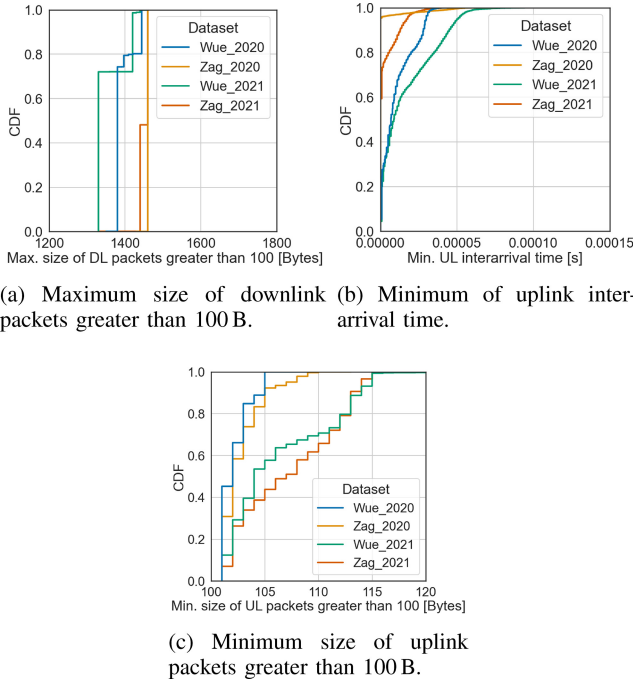 1.0
0.8
0.6
0.4
0.2
0.0
CDF
Dataset
Wue_2020
Zag_2020
Wue_2021
Zag_2021
1200 1400 1600 1800
Max. size of DL packets greater than 100 [Bytes]
(a) Maximum size of downlink
packets greater than 100 B.
1.0
0.8
0.6
0.4
0.2
0.0
CDF
Dataset
Wue_2020
Zag_2020
Wue_2021
Zag_2021
0.00000 0.00005 0.00010 0.00015
Min. UL interarrival time [s]
(b) Minimum of uplink inter-
arrival time.
1.0
0.8
0.6
0.4
0.2
0.0
CDF
Dataset
Wue_2020
Zag_2020
Wue_2021
Zag_2021
100 105 110 115 120
Min. size of UL packets greater than 100 [Bytes]
(c) Minimum size of uplink
packets greater than 100 B.